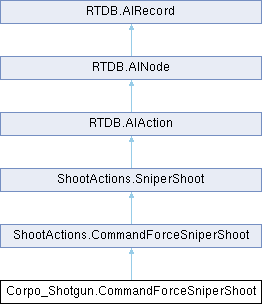 RTDB.AIRecord
RTDB.AINode
RTDB.AIAction
ShootActions.SniperShoot
ShootActions.CommandForceSniperShoot
Corpo_Shotgun.CommandForceSniperShoot